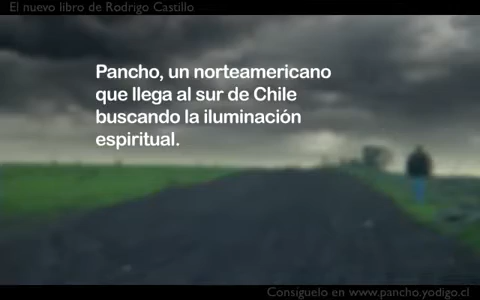 El nuevo libro de Rodrigo Castillo
Pancho, un norteamericano
que llega al sur de Chile
buscando la iluminación
espiritual.
Consíguelo en www.pancho.yodigo.cl